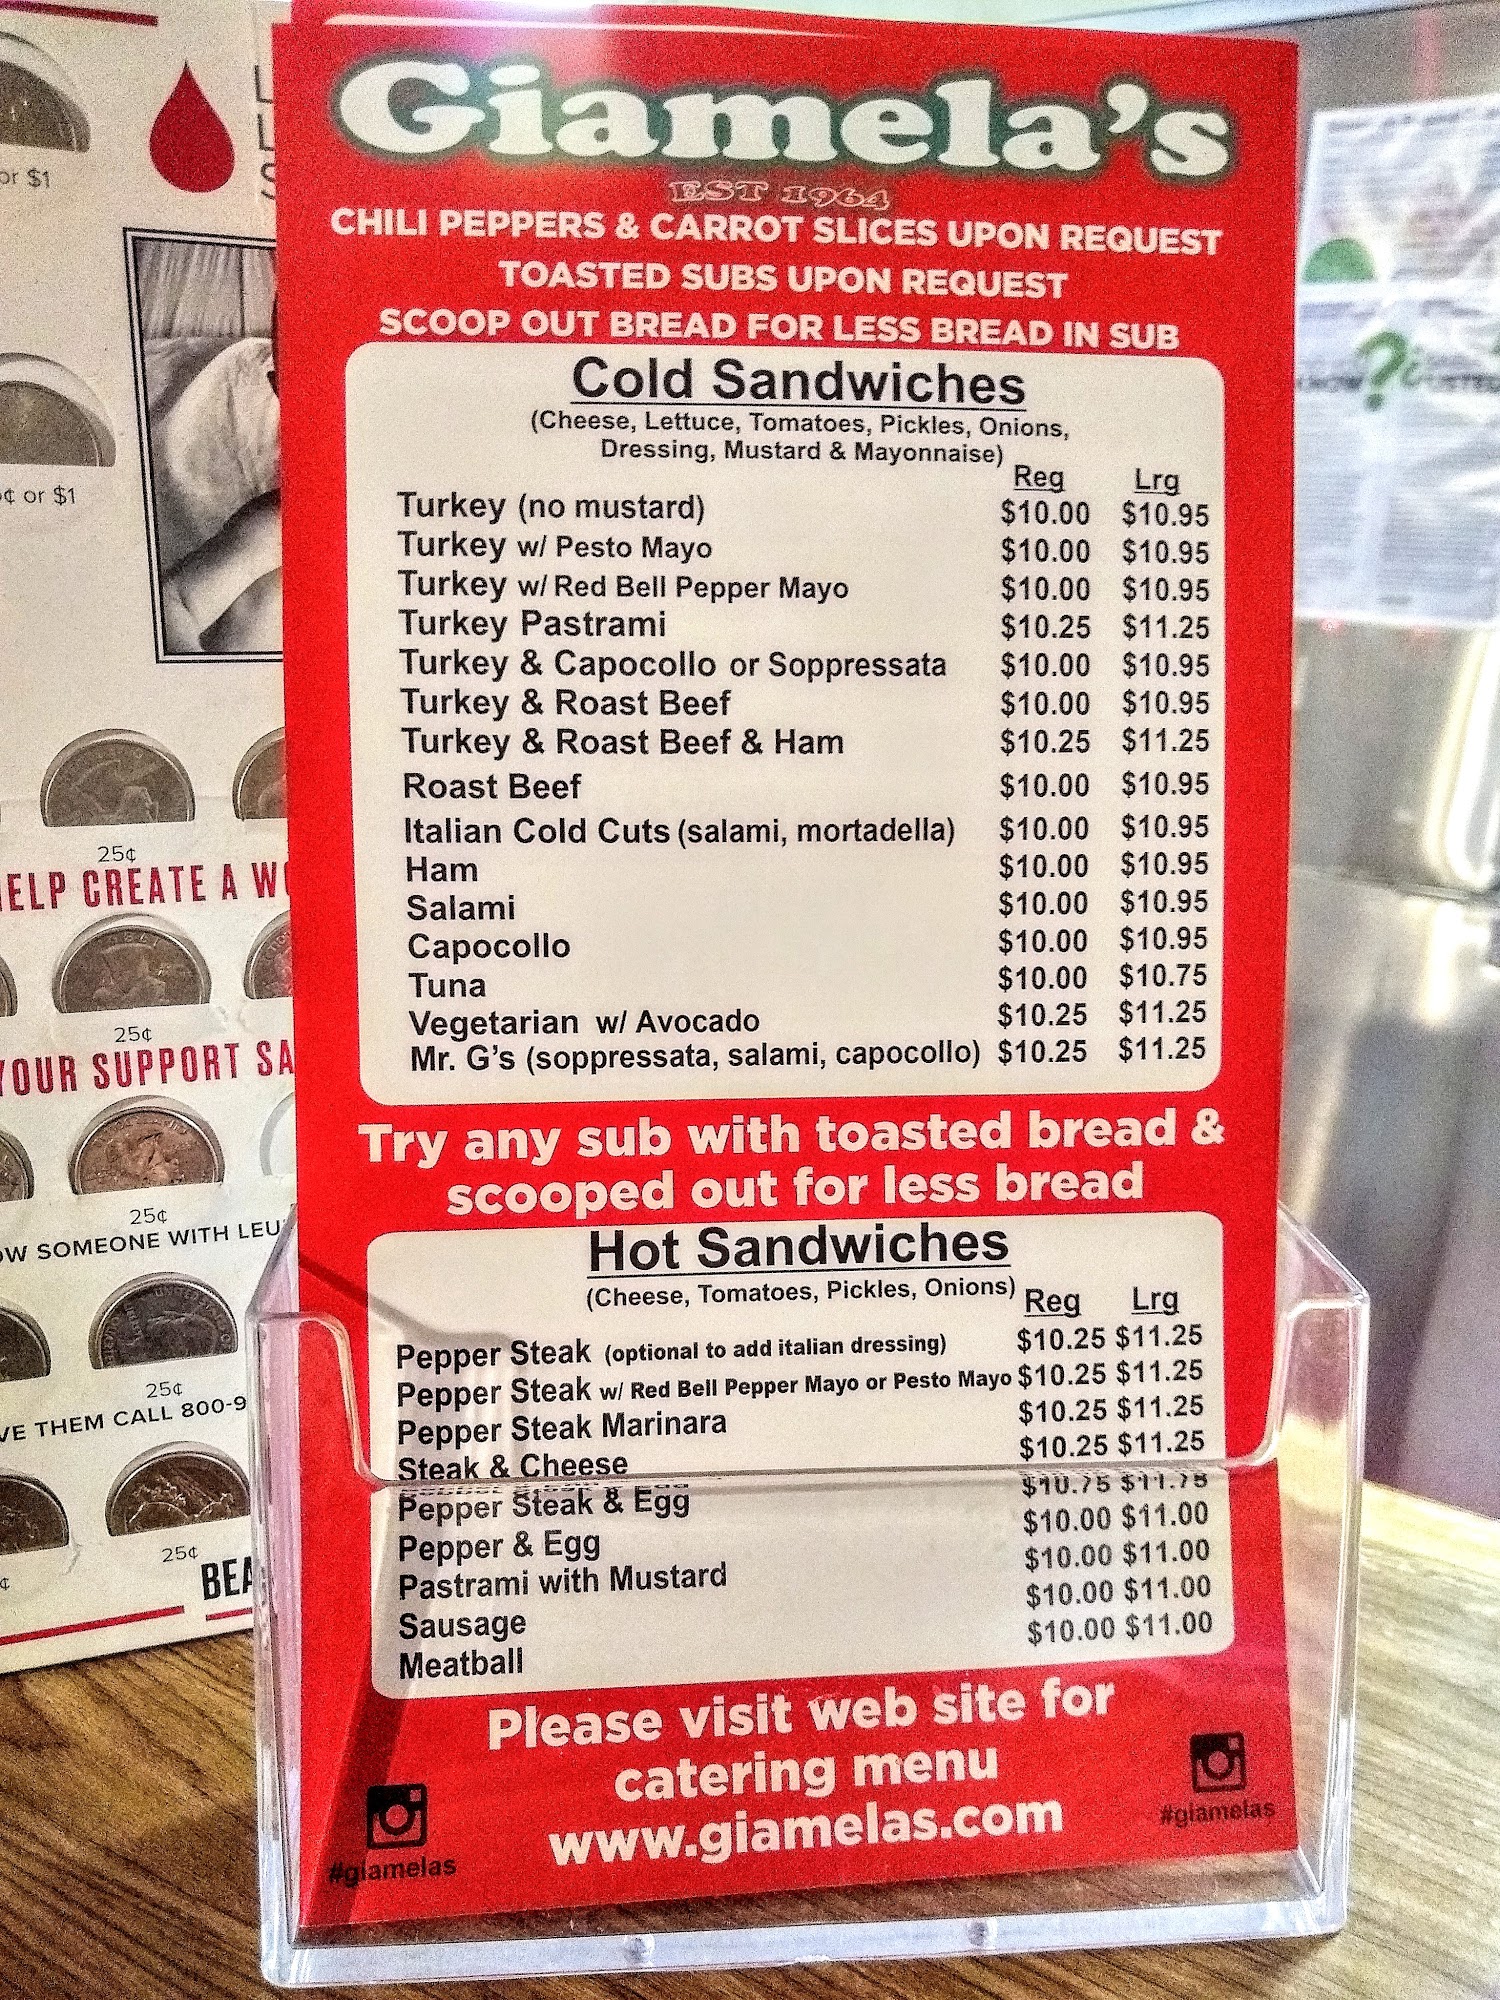 Giamela's
EST 1964
CHILI PEPPERS & CARROT SLICES UPON REQUEST
TOASTED SUBS UPON REQUEST
SCOOP OUT BREAD FOR LESS BREAD IN SUB
Cold Sandwiches
(Cheese, Lettuce, Tomatoes, Pickles, Onions,
Dressing, Mustard & Mayonnaise)
Reg Lrg
Turkey (no mustard) $10.00 $10.95
Turkey w/ Pesto Mayo $10.00 $10.95
Turkey w/ Red Bell Pepper Mayo $10.00 $10.95
Turkey Pastrami $10.25 $11.25
Turkey & Capocollo or Soppressata $10.00 $10.95
Turkey & Roast Beef $10.00 $10.95
Turkey & Roast Beef & Ham $10.25 $11.25
Roast Beef $10.00 $10.95
Italian Cold Cuts (salami, mortadella) $10.00 $10.95
Ham $10.00 $10.95
Salami $10.00 $10.95
Capocollo $10.00 $10.95
Tuna $10.00 $10.75
Vegetarian w/ Avocado $10.25 $11.25
Mr. G's (soppressata, salami, capocollo) $10.25 $11.25
Try any sub with toasted bread &
scooped out for less bread
Hot Sandwiches
(Cheese, Tomatoes, Pickles, Onions)
Reg Lrg
Pepper Steak (optional to add italian dressing) $10.25 $11.25
Pepper Steak w/ Red Bell Pepper Mayo or Pesto Mayo $10.25 $11.25
Pepper Steak Marinara $10.25 $11.25
Steak & Cheese $10.25 $11.25
Pepper Steak & Egg $10.75 $11.75
Pepper & Egg $10.00 $11.00
Pastrami with Mustard $10.00 $11.00
Sausage $10.00 $11.00
Meatball $10.00 $11.00
Please visit web site for
catering menu
www.giamelas.com
#giamelas
#giamelas
or $1
¢ or $1
25¢
ELP CREATE A W
25¢
YOUR SUPPORT SA
25¢
OW SOMEONE WITH LEU
25¢
VE THEM CALL 800-9
25¢
¢
BEA